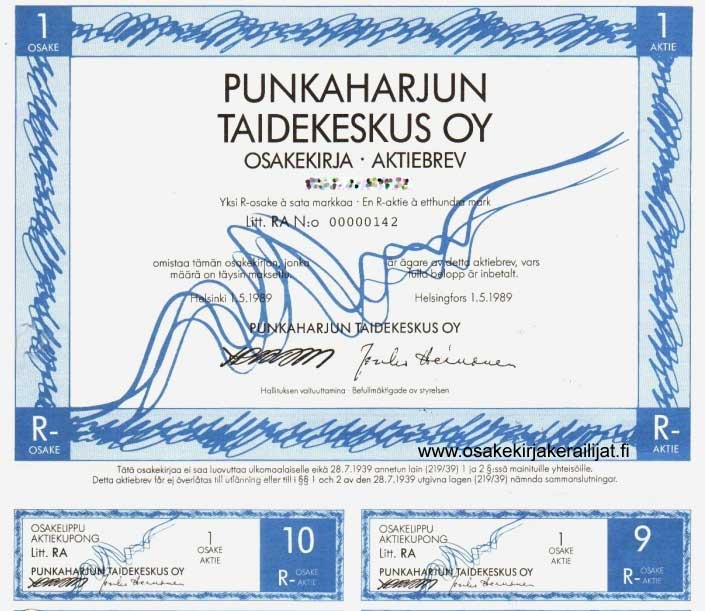 1 OSAKE
1 AKTIE
PUNKAHARJUN
TAIDEKESKUS OY
OSAKEKIRJA · AKTIEBREV
Yksi R-osake à sata markkaa · En R-aktie à etthundra mark
Litt. RA N:o 00000142
omistaa tämän osakekirjan, jonka
määrä on täysin maksettu.
är ägare av detta aktiebrev, vars
fulla belopp är inbetalt.
Helsinki 1.5.1989
Helsingfors 1.5.1989
PUNKAHARJUN TAIDEKESKUS OY
Hallituksen valtuuttamina · Befullmäktigade av styrelsen
R-
OSAKE
R-
AKTIE
www.osakekirjakerailijat.fi
Tätä osakekirjaa ei saa luovuttaa ulkomaalaiselle eikä 28.7.1939 annetun lain (219/39) 1 ja 2 §:ssä mainituille yhteisöille.
Detta aktiebrev får ej överlåtas till utlänning eller till i §§ 1 och 2 av den 28.7.1939 utgivna lagen (219/39) nämnda sammanslutningar.
OSAKELIPPU
AKTIEKUPONG
Litt. RA
1
OSAKE
AKTIE
10
PUNKAHARJUN TAIDEKESKUS OY
R- OSAKE
AKTIE
OSAKELIPPU
AKTIEKUPONG
Litt. RA
1
OSAKE
AKTIE
9
PUNKAHARJUN TAIDEKESKUS OY
R- OSAKE
AKTIE